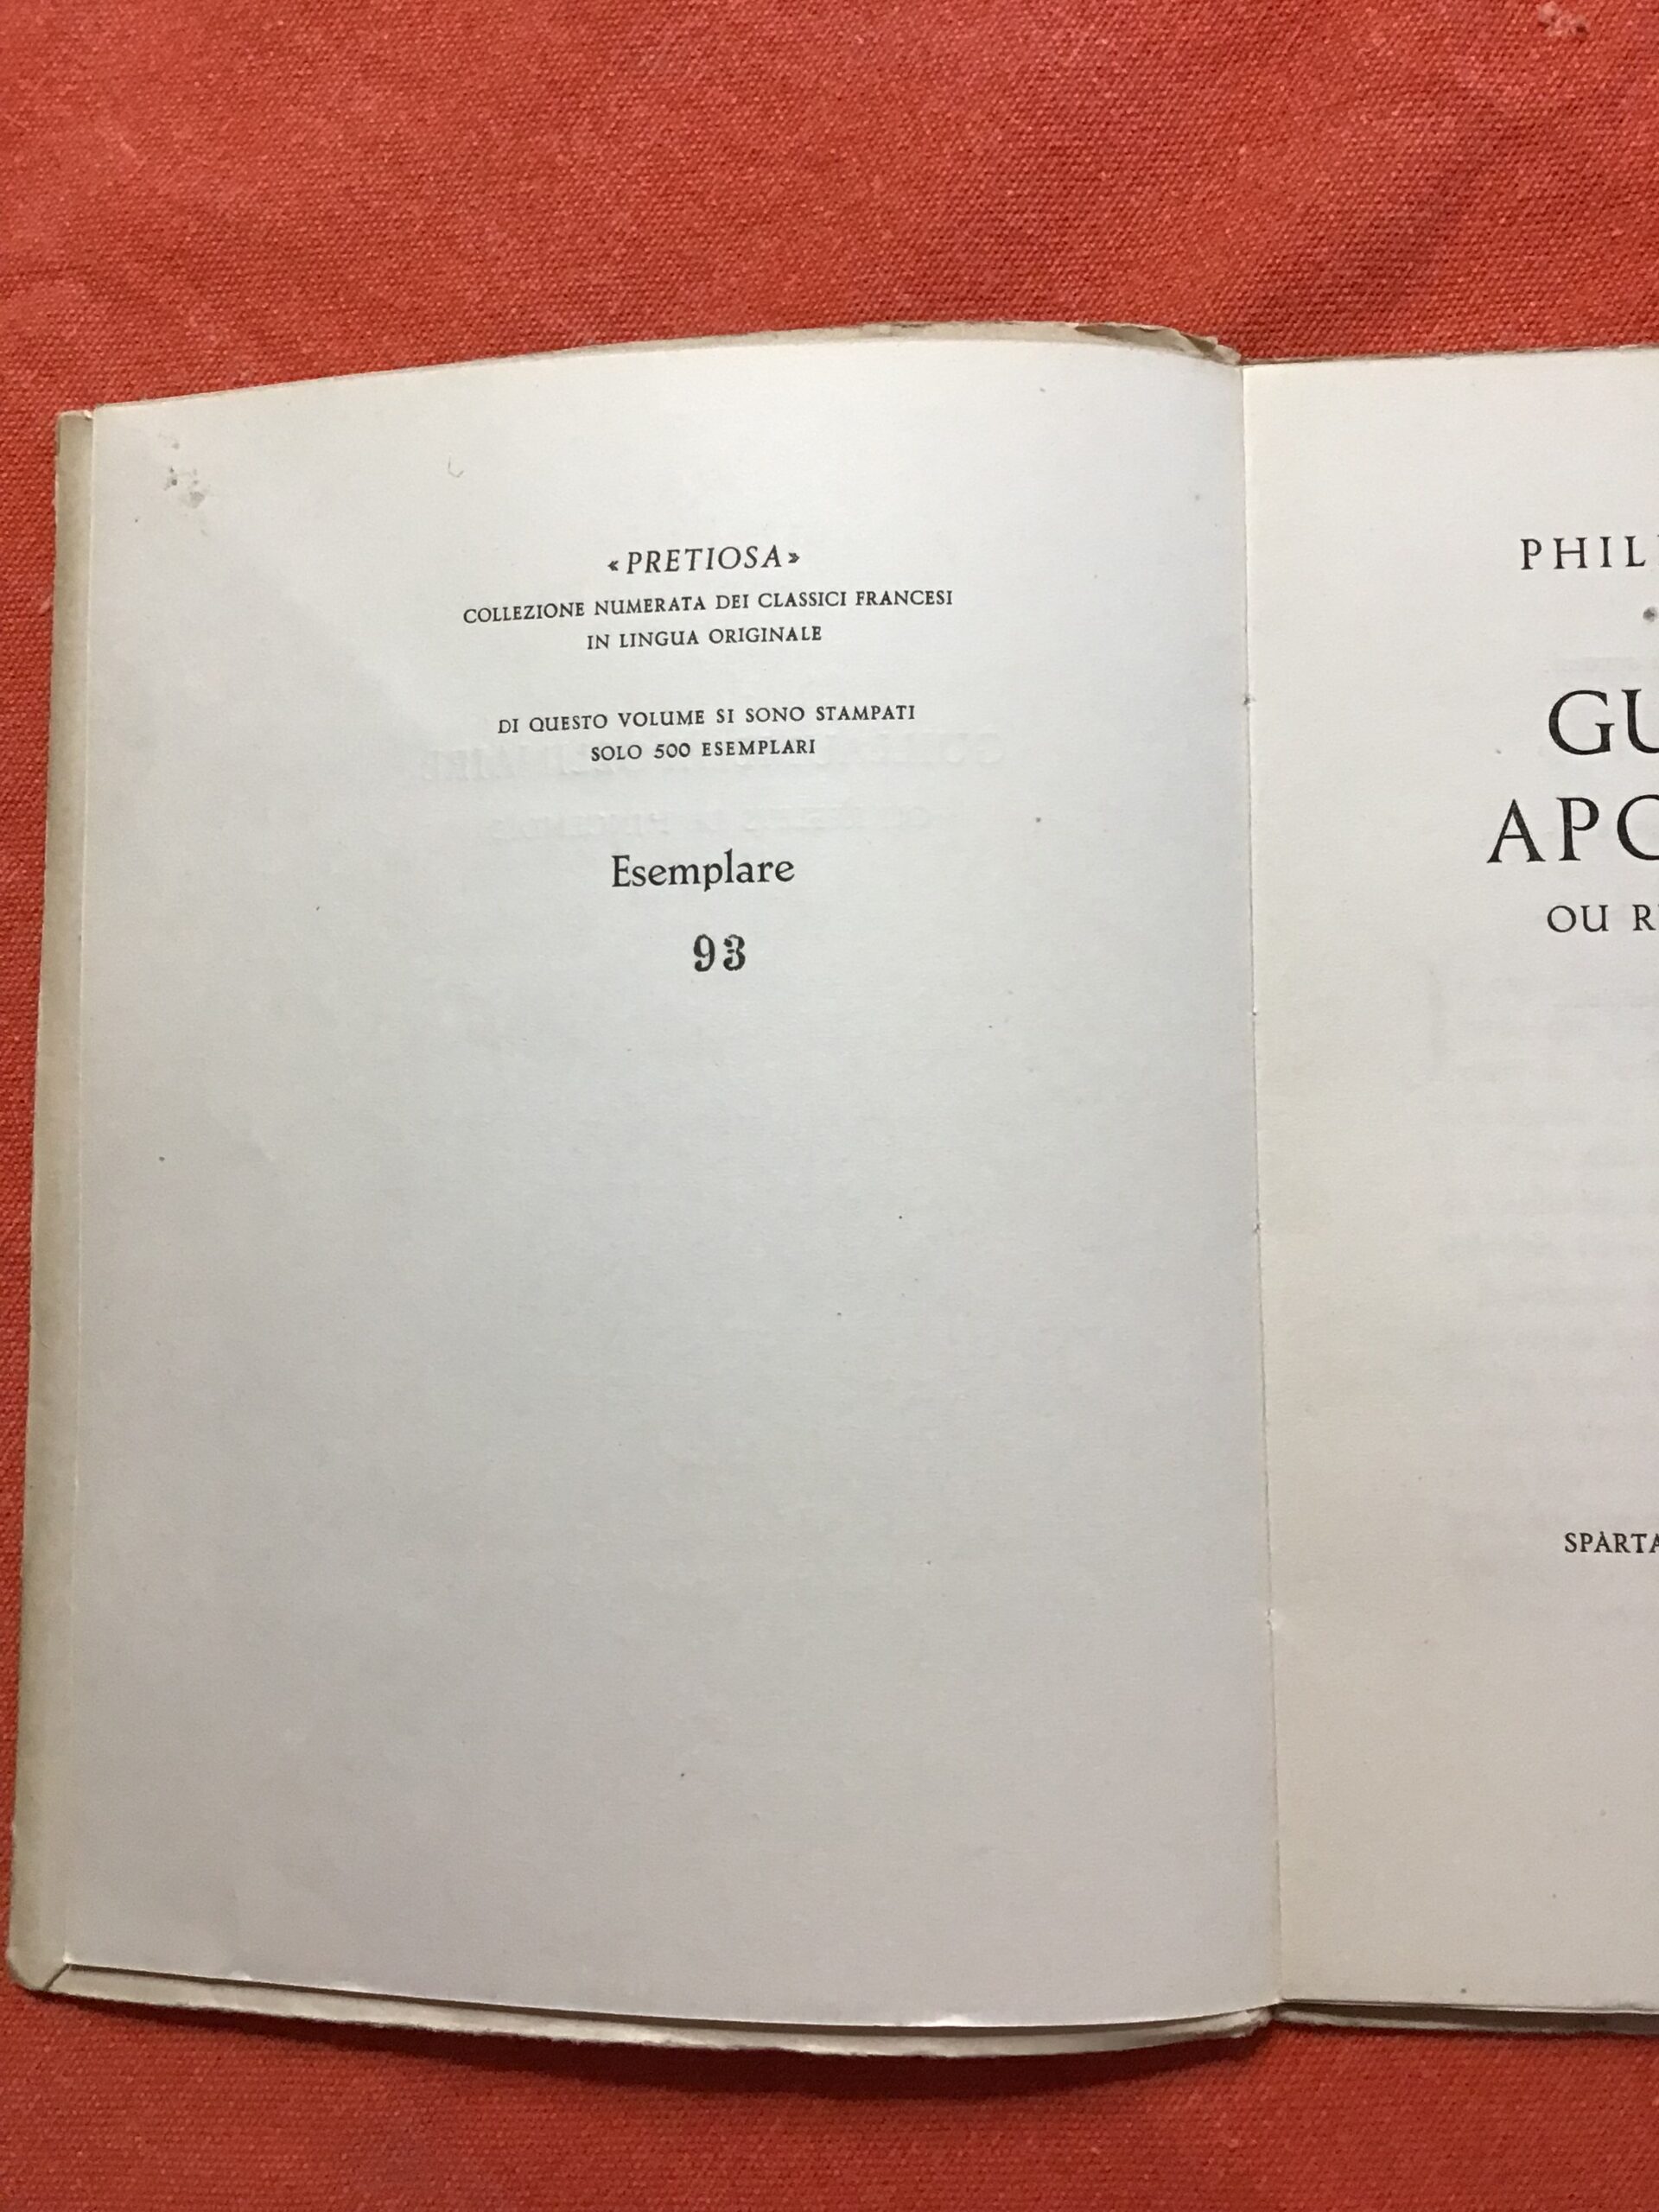 «PRETIOSA»
COLLEZIONE NUMERATA DEI CLASSICI FRANCESI
IN LINGUA ORIGINALE
DI QUESTO VOLUME SI SONO STAMPATI
SOLO 500 ESEMPLARI
Esemplare
93
PHIL
GU
APO
OU R
SPÀRTA